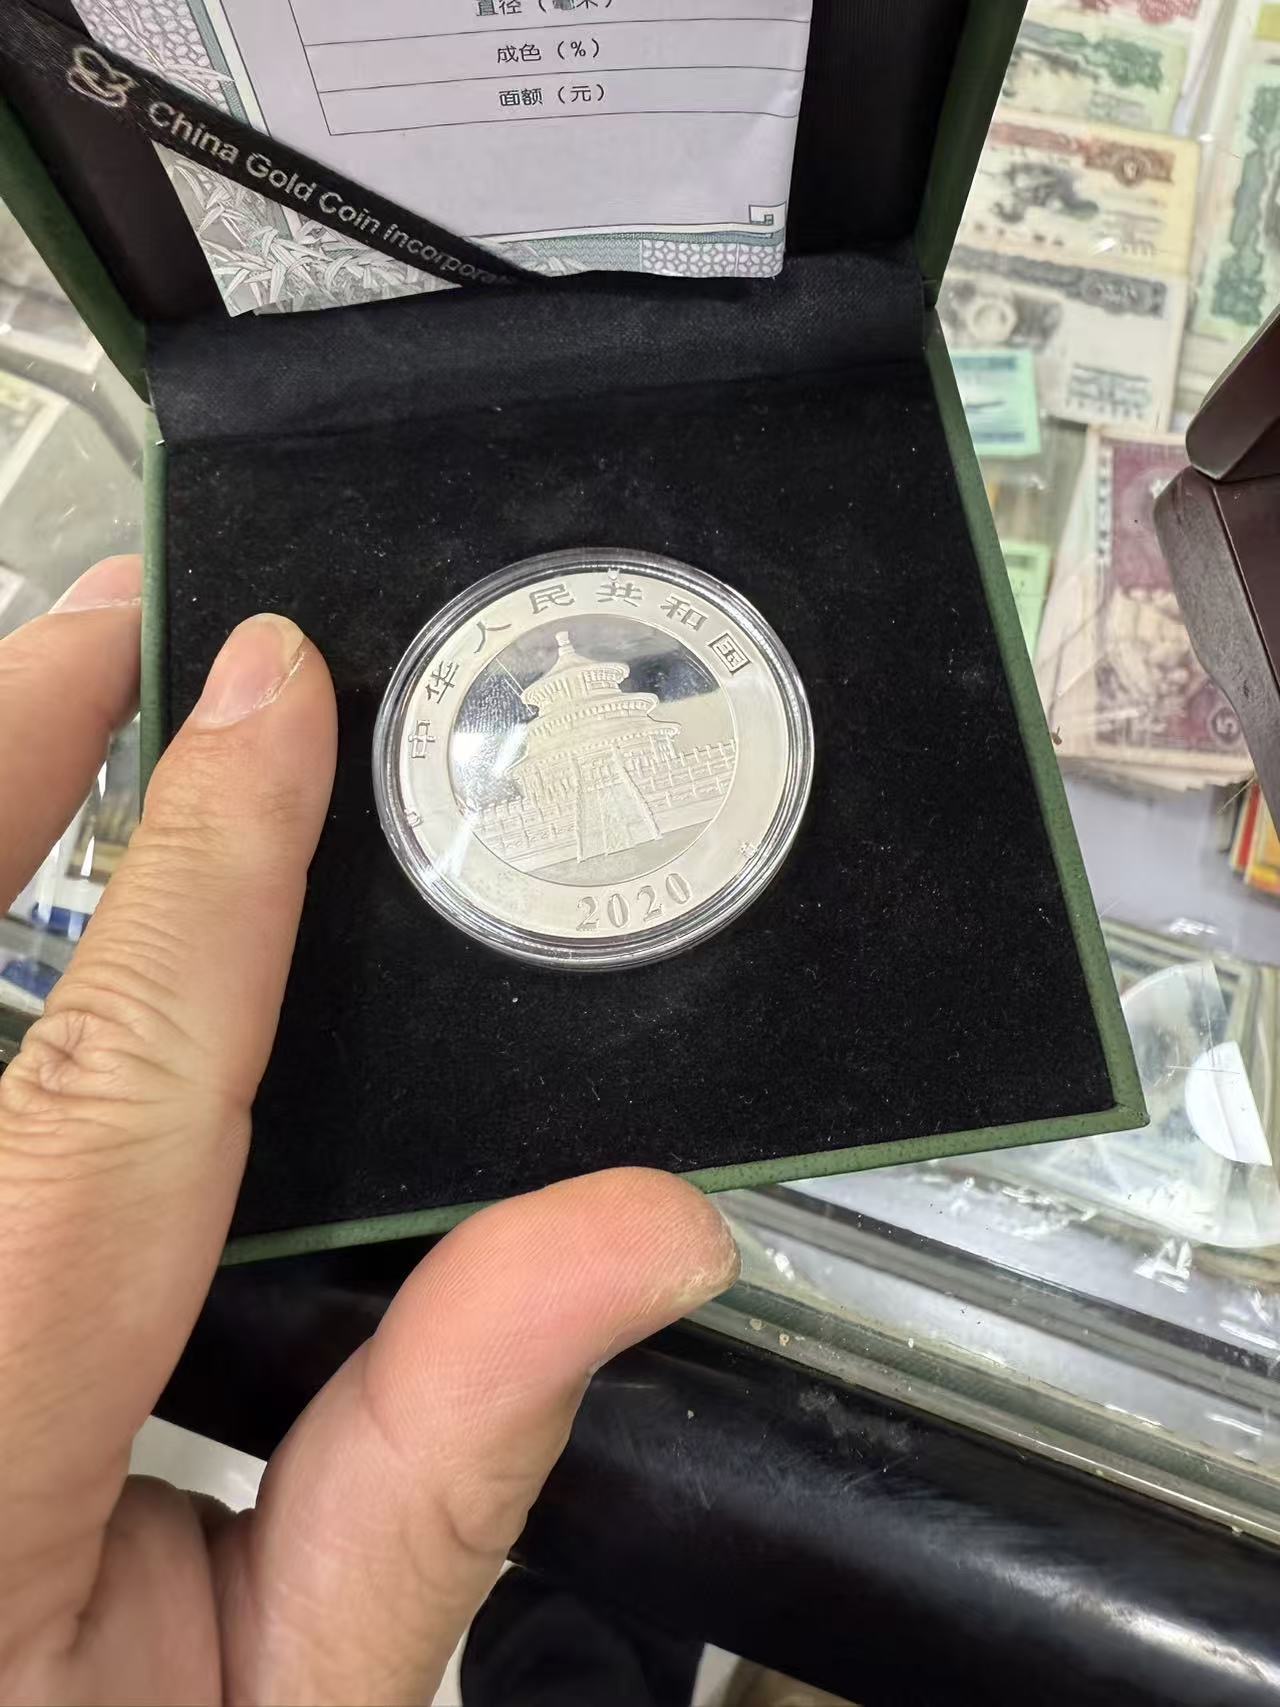 直径（毫米）
成色（%）
面额（元）
China Gold Coin incorpora
中华人民共和国
2020
5